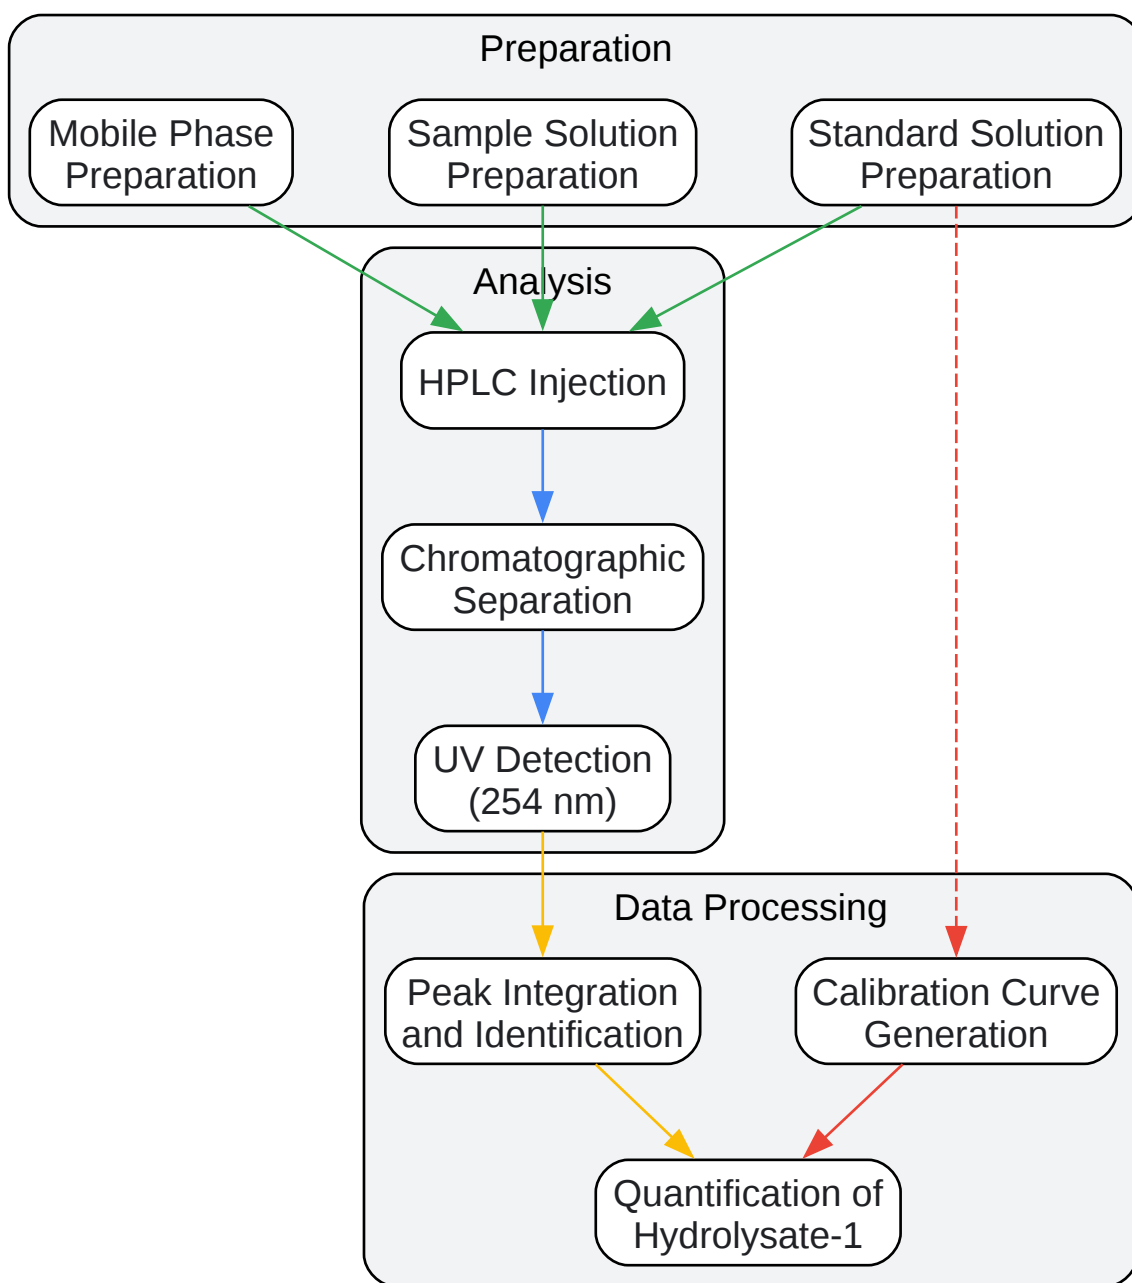 Preparation
Mobile Phase
Preparation
Sample Solution
Preparation
Standard Solution
Preparation
Analysis
HPLC Injection
Chromatographic
Separation
UV Detection
(254 nm)
Data Processing
Peak Integration
and Identification
Calibration Curve
Generation
Quantification of
Hydrolysate-1